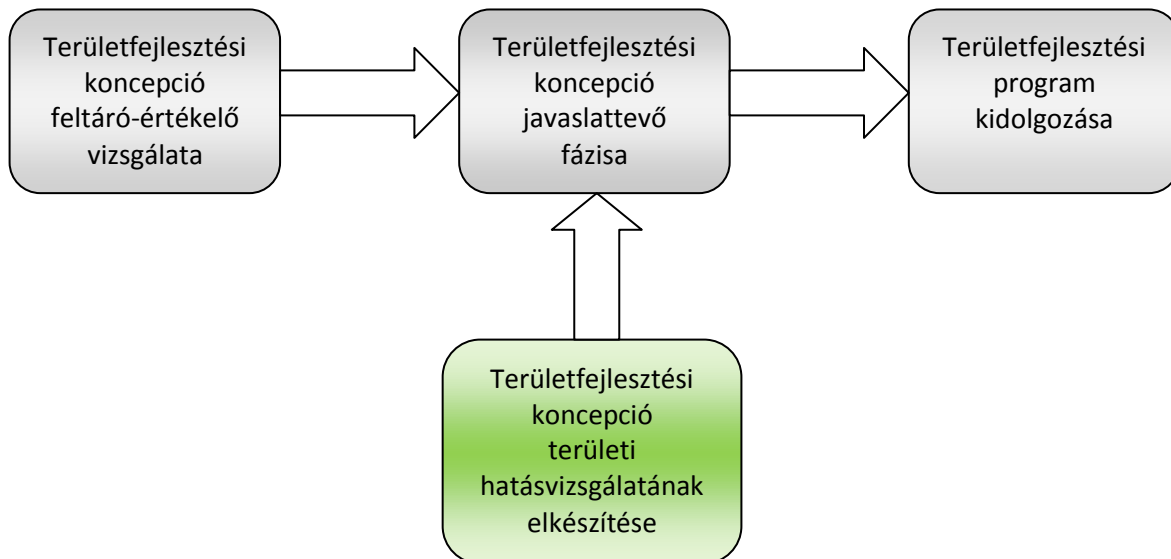 Területfejlesztési
koncepció
feltáró-értékelő
vizsgálata
Területfejlesztési
koncepció
javaslattevő
fázisa
Területfejlesztési
program
kidolgozása
Területfejlesztési
koncepció
területi
hatásvizsgálatának
elkészítése